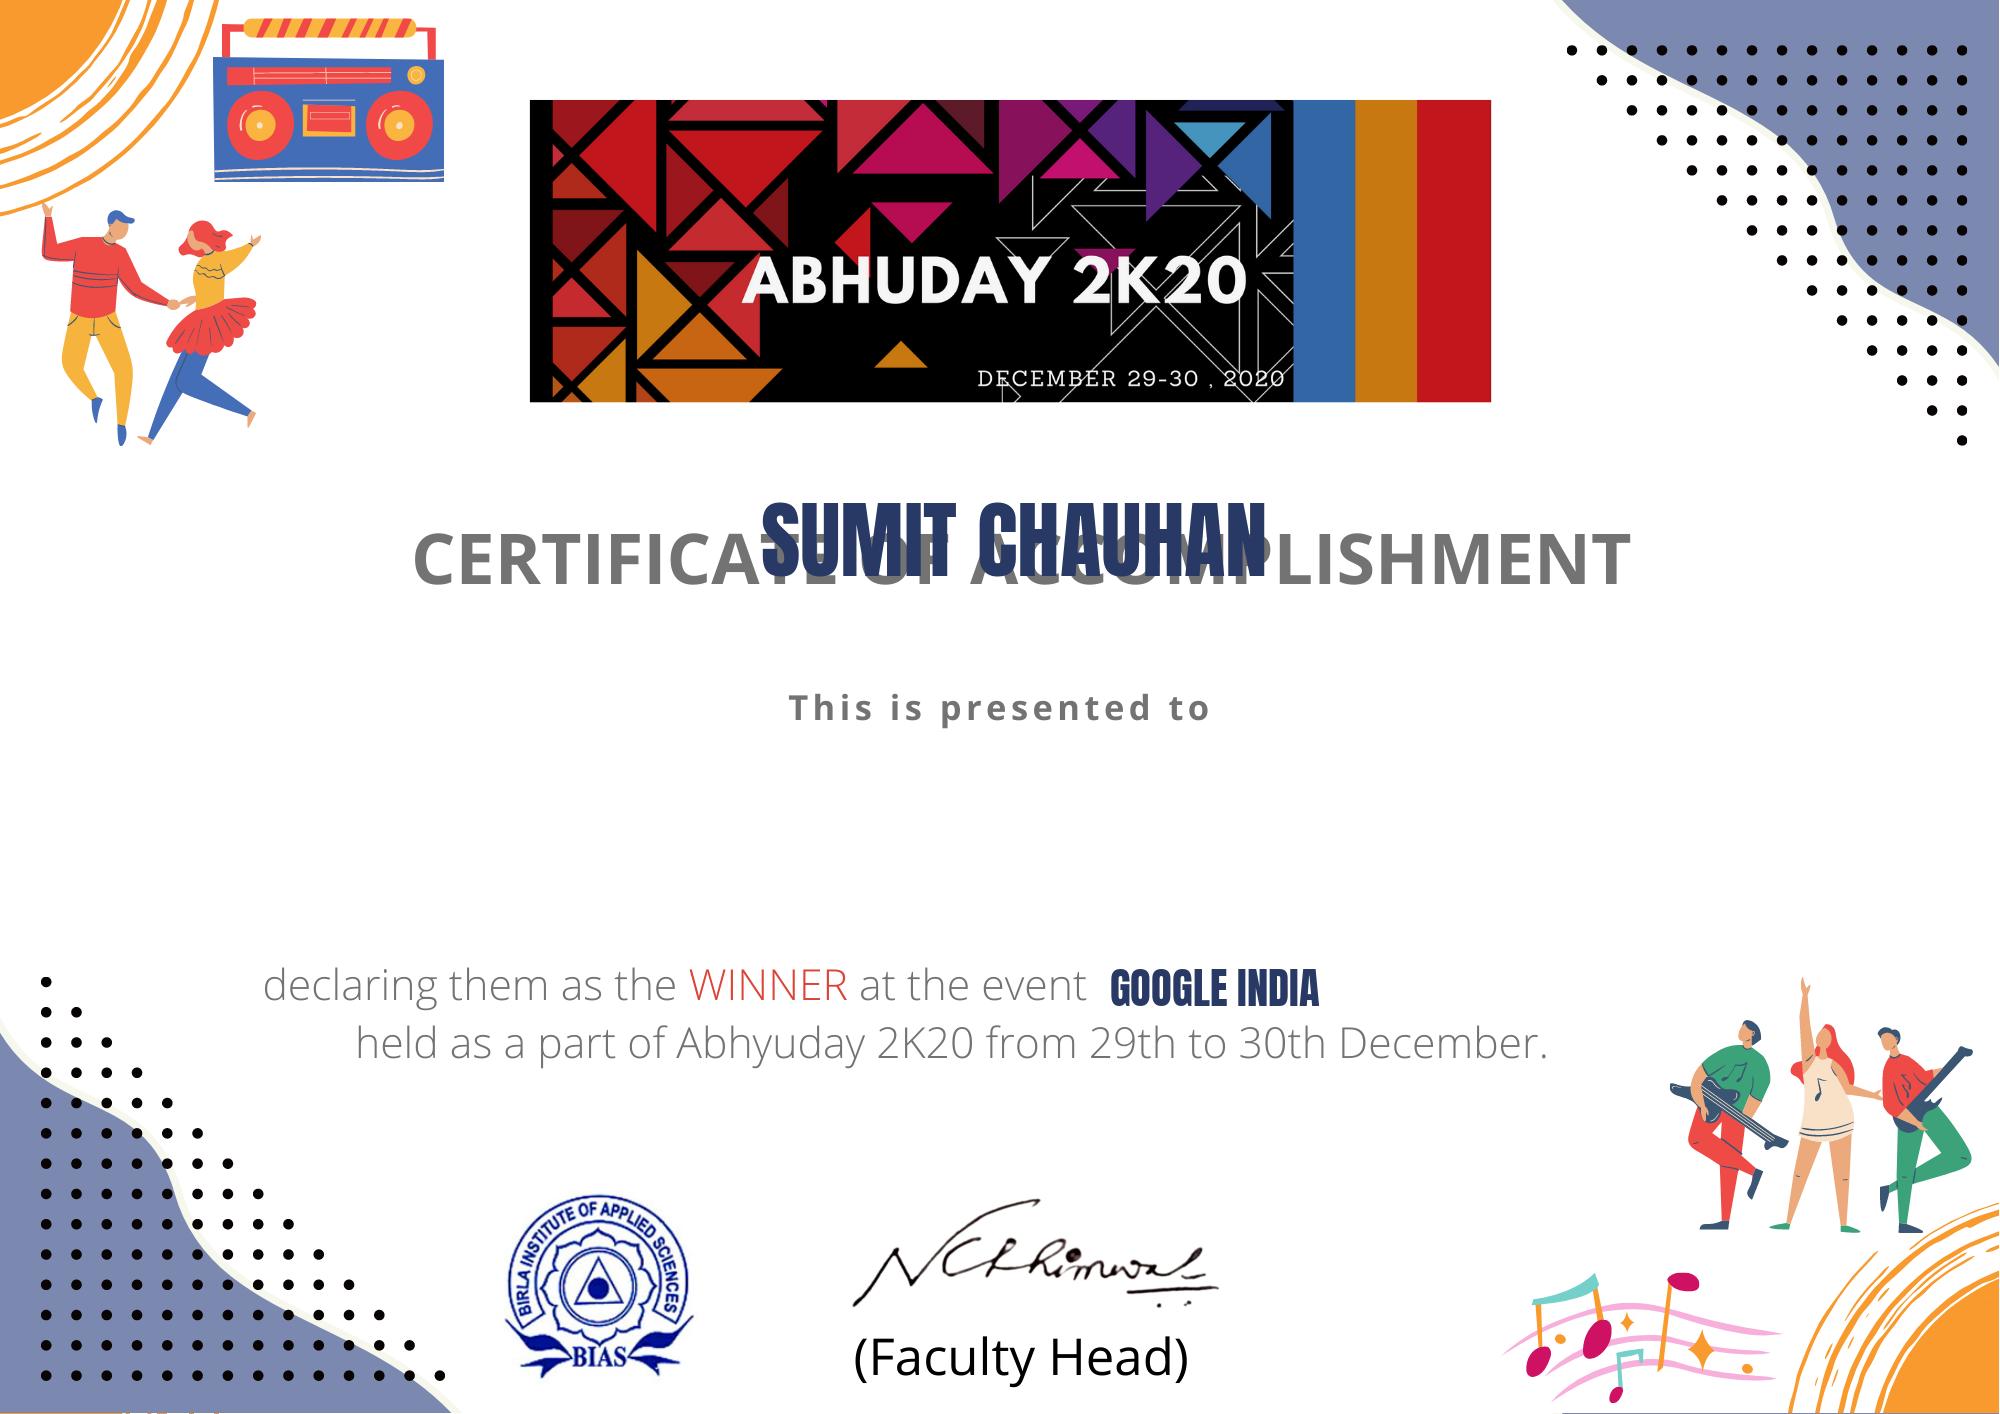 ABHUDAY 2K20
DECEMBER 29-30 , 2020
SUMIT CHAUHAN
CERTIFICATE OF ACCOMPLISHMENT
This is presented to
declaring them as the WINNER at the event GOOGLE INDIA
held as a part of Abhyuday 2K20 from 29th to 30th December.
BIRLA INSTITUTE OF APPLIED SCIENCES
BIAS
(Faculty Head)